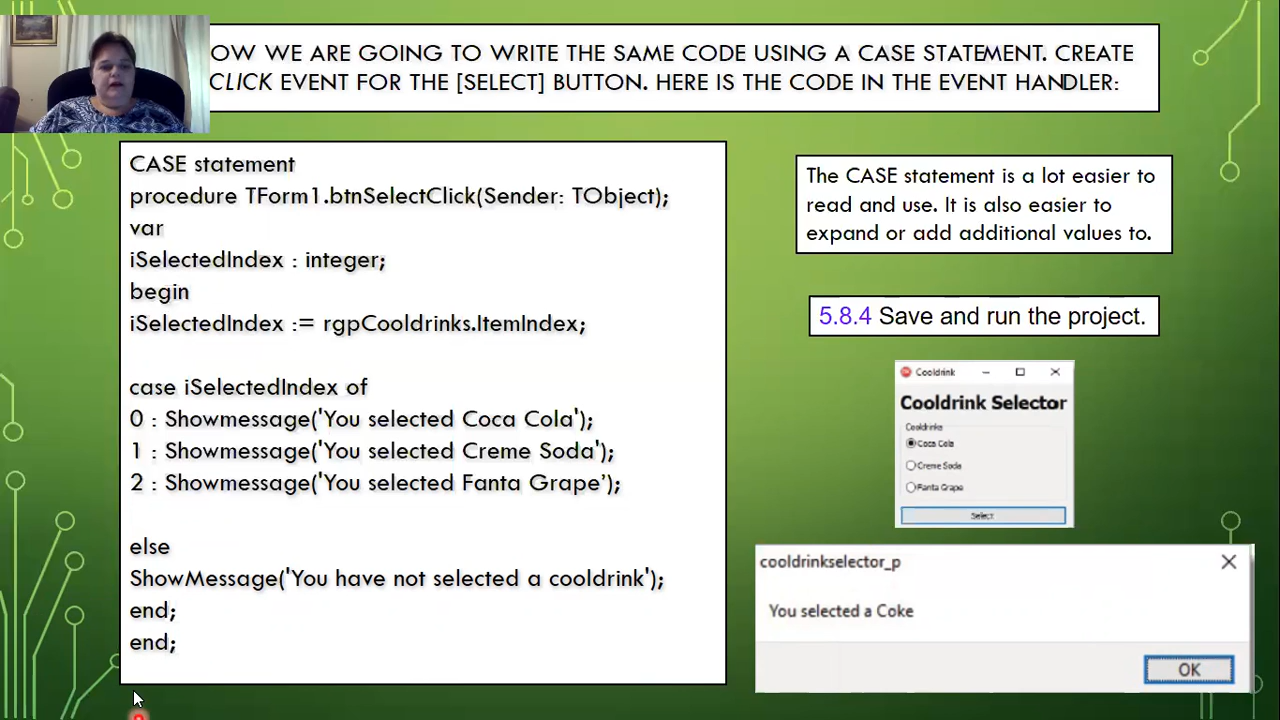 OW WE ARE GOING TO WRITE THE SAME CODE USING A CASE STATEMENT. CREATE
CLICK EVENT FOR THE [SELECT] BUTTON. HERE IS THE CODE IN THE EVENT HANDLER:
CASE statement
procedure TForm1.btnSelectClick(Sender: TObject);
var
iSelectedIndex : integer;
begin
iSelectedIndex := rgpCooldrinks.ItemIndex;
case iSelectedIndex of
0 : Showmessage('You selected Coca Cola');
1 : Showmessage('You selected Creme Soda');
2 : Showmessage('You selected Fanta Grape’);
else
ShowMessage('You have not selected a cooldrink');
end;
end;
The CASE statement is a lot easier to
read and use. It is also easier to
expand or add additional values to.
5.8.4 Save and run the project.
Cooldrink
Cooldrink Selector
Cooldrinks
Coca Cola
Creme Soda
Fanta Grape
Select
cooldrinkselector_p
You selected a Coke
OK